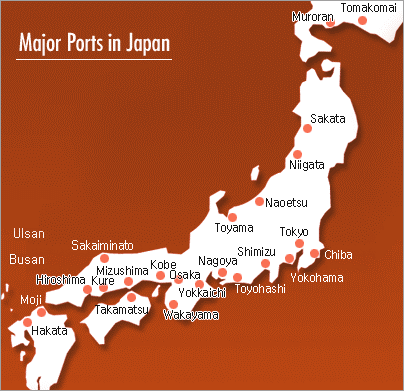 Tomakomai
Muroran
Major Ports in Japan
Sakata
Niigata
Naoetsu
Toyama
Ulsan
Tokyo
Sakaiminato
Shimizu
Chiba
Busan
Kobe
Nagoya
Mizushima
Osaka
Yokohama
Hiroshima
Kure
Toyohashi
Yokkaichi
Moji
Takamatsu
Wakayama
Hakata